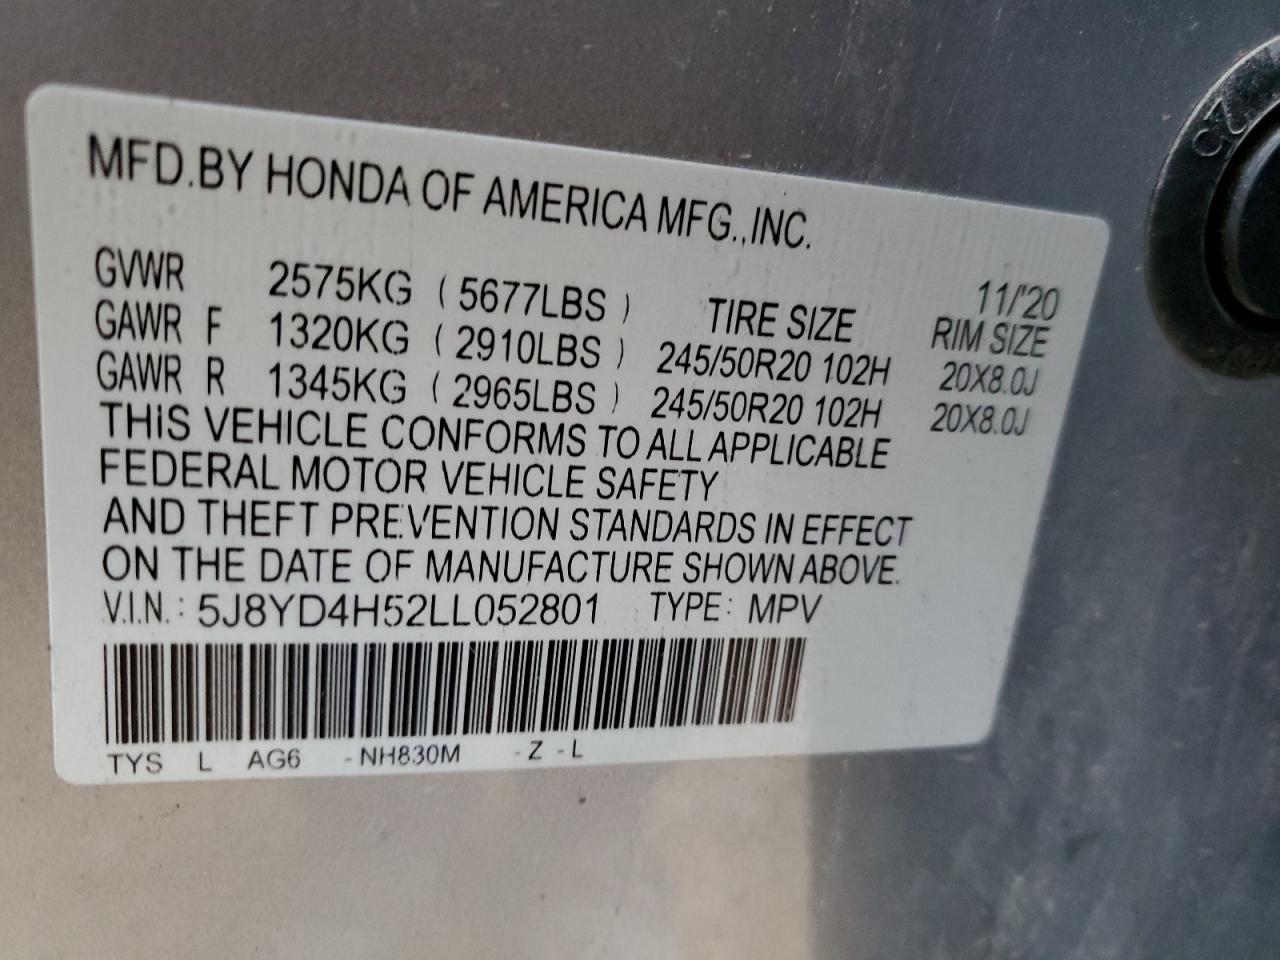 MFD.BY HONDA OF AMERICA MFG.,INC.
11/'20
GVWR 2575KG ( 5677LBS ) TIRE SIZE RIM SIZE
GAWR F 1320KG ( 2910LBS ) 245/50R20 102H 20X8.0J
GAWR R 1345KG ( 2965LBS ) 245/50R20 102H 20X8.0J
THIS VEHICLE CONFORMS TO ALL APPLICABLE
FEDERAL MOTOR VEHICLE SAFETY
AND THEFT PREVENTION STANDARDS IN EFFECT
ON THE DATE OF MANUFACTURE SHOWN ABOVE.
V.I.N.: 5J8YD4H52LL052801 TYPE: MPV
TYS L AG6 -NH830M -Z -L
25